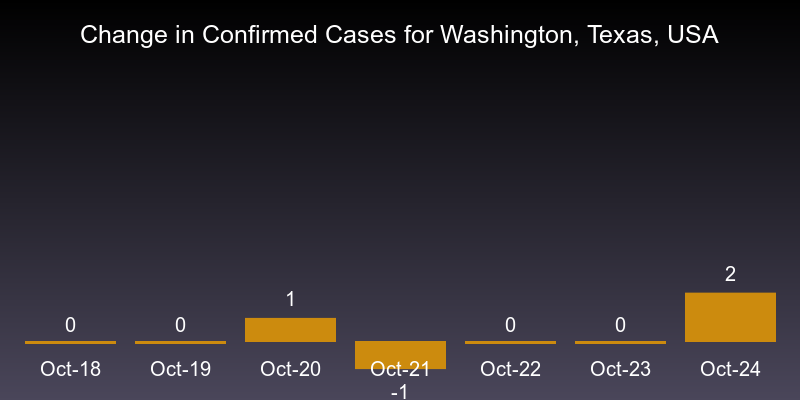 Change in Confirmed Cases for Washington, Texas, USA
2
1
0 0 0 0
Oct-18 Oct-19 Oct-20 Oct-21 Oct-22 Oct-23 Oct-24
-1